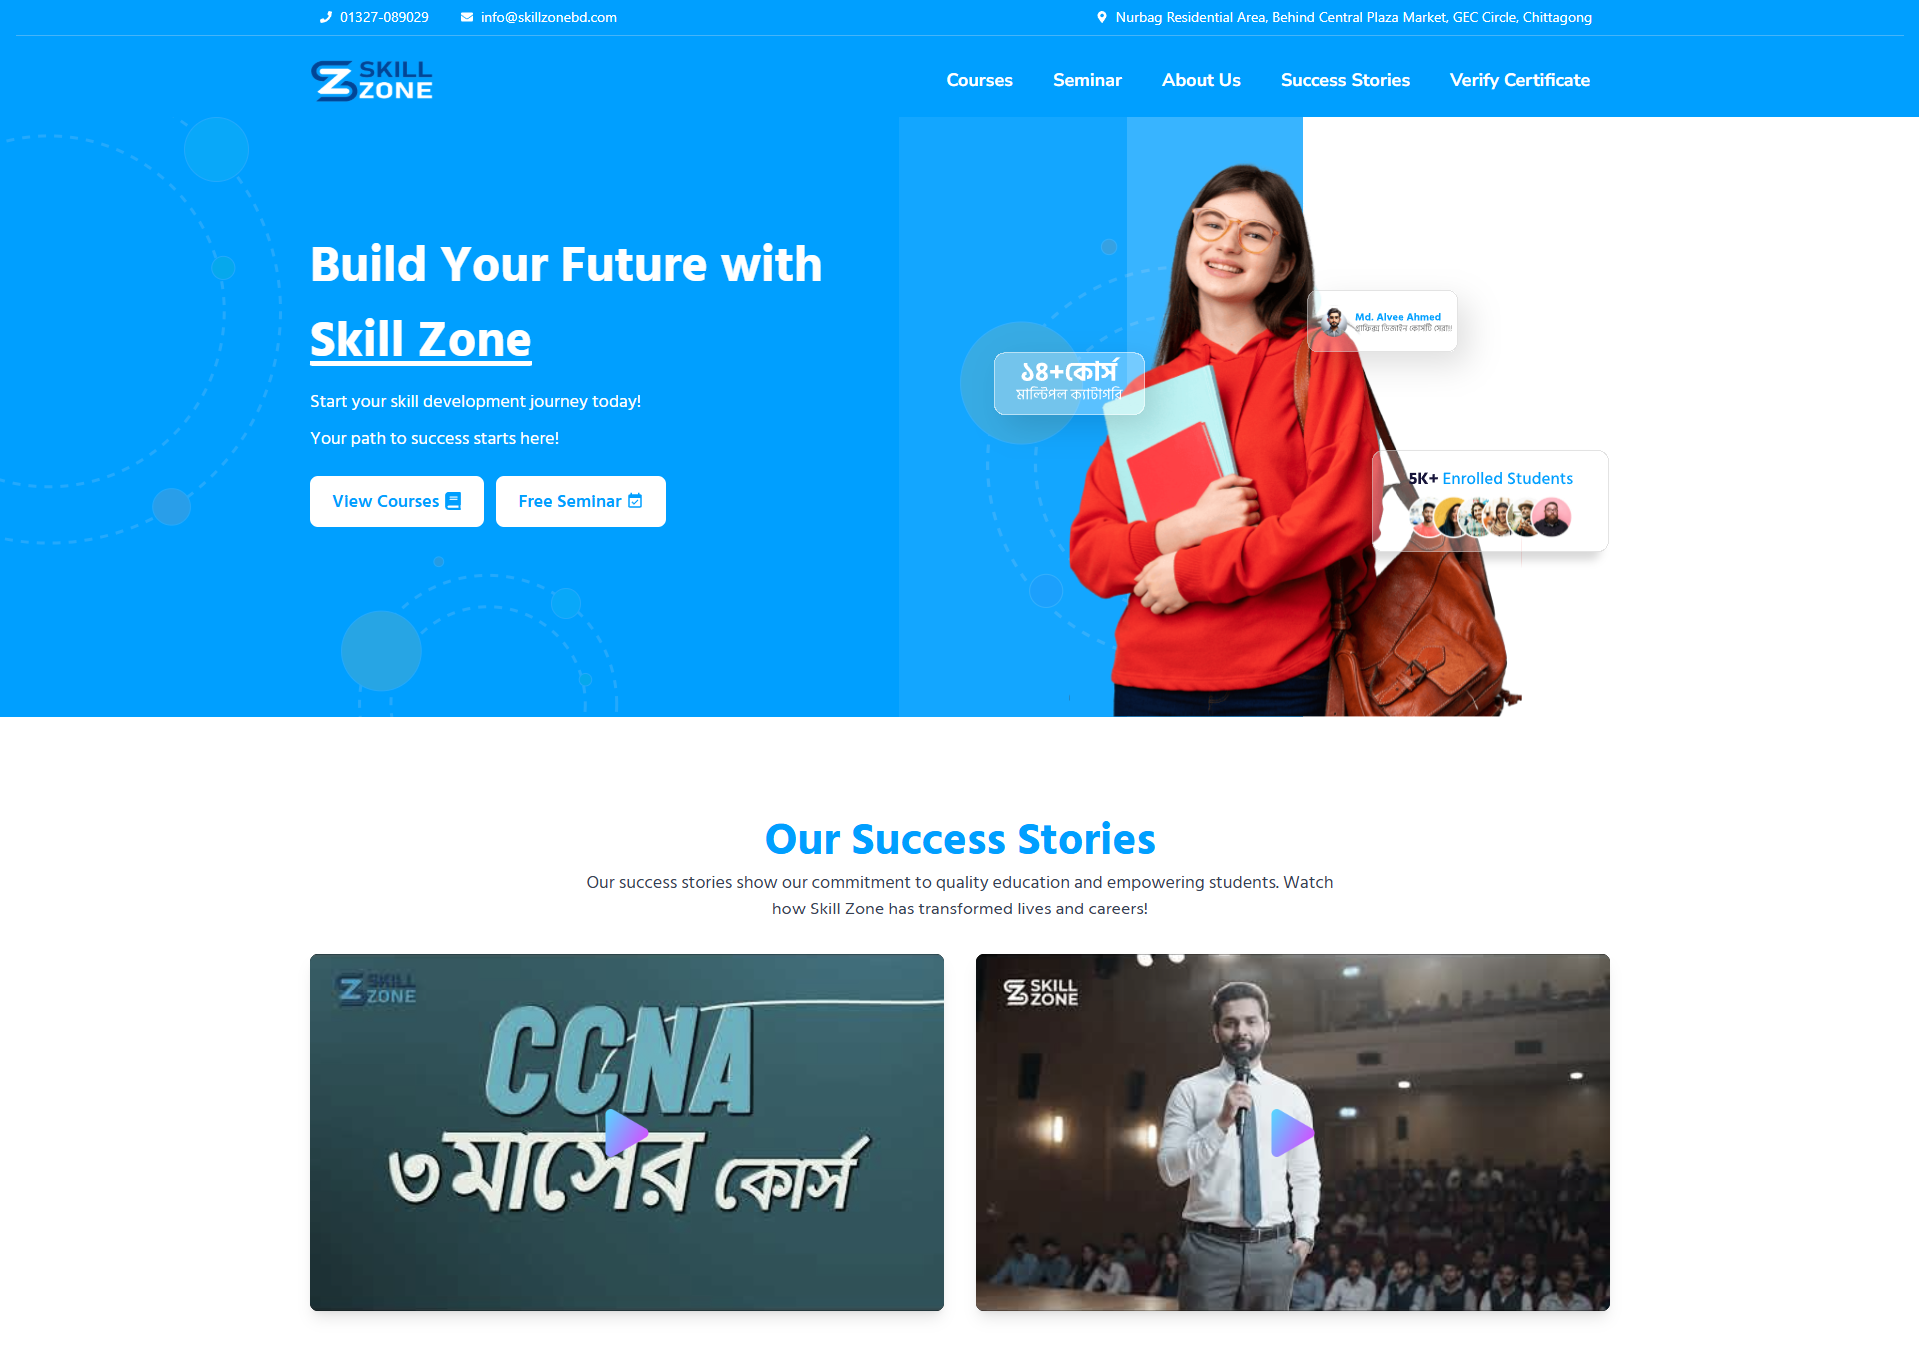 01327-089029
info@skillzonebd.com
Nurbag Residential Area, Behind Central Plaza Market, GEC Circle, Chittagong
SKILL
ZONE
Courses
Seminar
About Us
Success Stories
Verify Certificate
Build Your Future with
Skill Zone
Start your skill development journey today!
Your path to success starts here!
View Courses
Free Seminar
১৪+কোর্স
মাল্টিপল ক্যাটাগরি
Md. Alvee Ahmed
গ্রাফিক্স ডিজাইন কোর্সটি সেরা!!
5K+ Enrolled Students
Our Success Stories
Our success stories show our commitment to quality education and empowering students. Watch
how Skill Zone has transformed lives and careers!
SKILL
ZONE
CCNA
৩ মাসের কোর্স
SKILL
ZONE